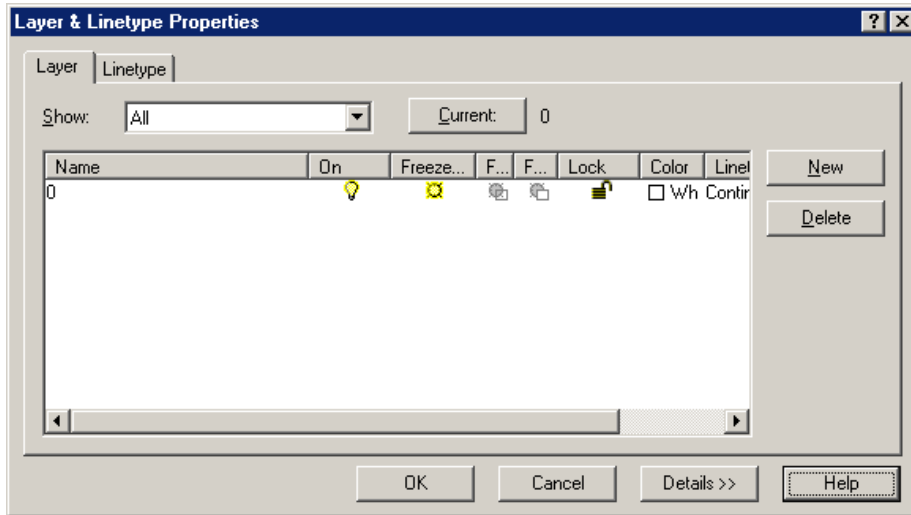 Layer & Linetype Properties
Layer Linetype
Show: All Current: 0
Name On Freeze... F... F... Lock Color Linet
0 Wh Contin
New
Delete
OK Cancel Details >> Help